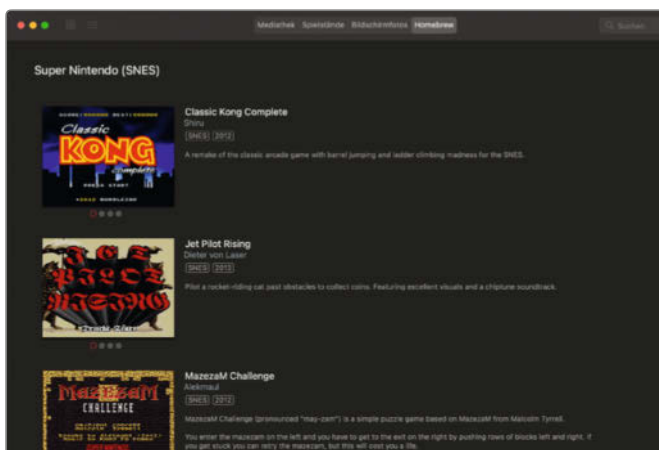 Mediathek Spielstände Bildschirmfotos Homebrew
Suchen
Super Nintendo (SNES)
Classic
KONG
complete
PRESS START
Classic Kong Complete
Shiru
SNES 2012
A remake of the classic arcade game with barrel jumping and ladder climbing madness for the SNES.
JET
PILOT
RISING
Jet Pilot Rising
Dieter von Laser
SNES 2013
Pilot a rocket-riding cat past obstacles to collect coins. Featuring excellent visuals and a chiptune soundtrack.
MazezaM
CHALLENGE
MazezaM Challenge
Alekmaul
SNES 2012
MazezaM Challenge (pronounced "may-zam") is a simple puzzle game based on MazezaM from Malcolm Tyrrell.
You enter the mazezam on the left and you have to get to the exit on the right by pushing rows of blocks left and right. If
you get stuck you can retry the mazezam, but this will cost you a life.